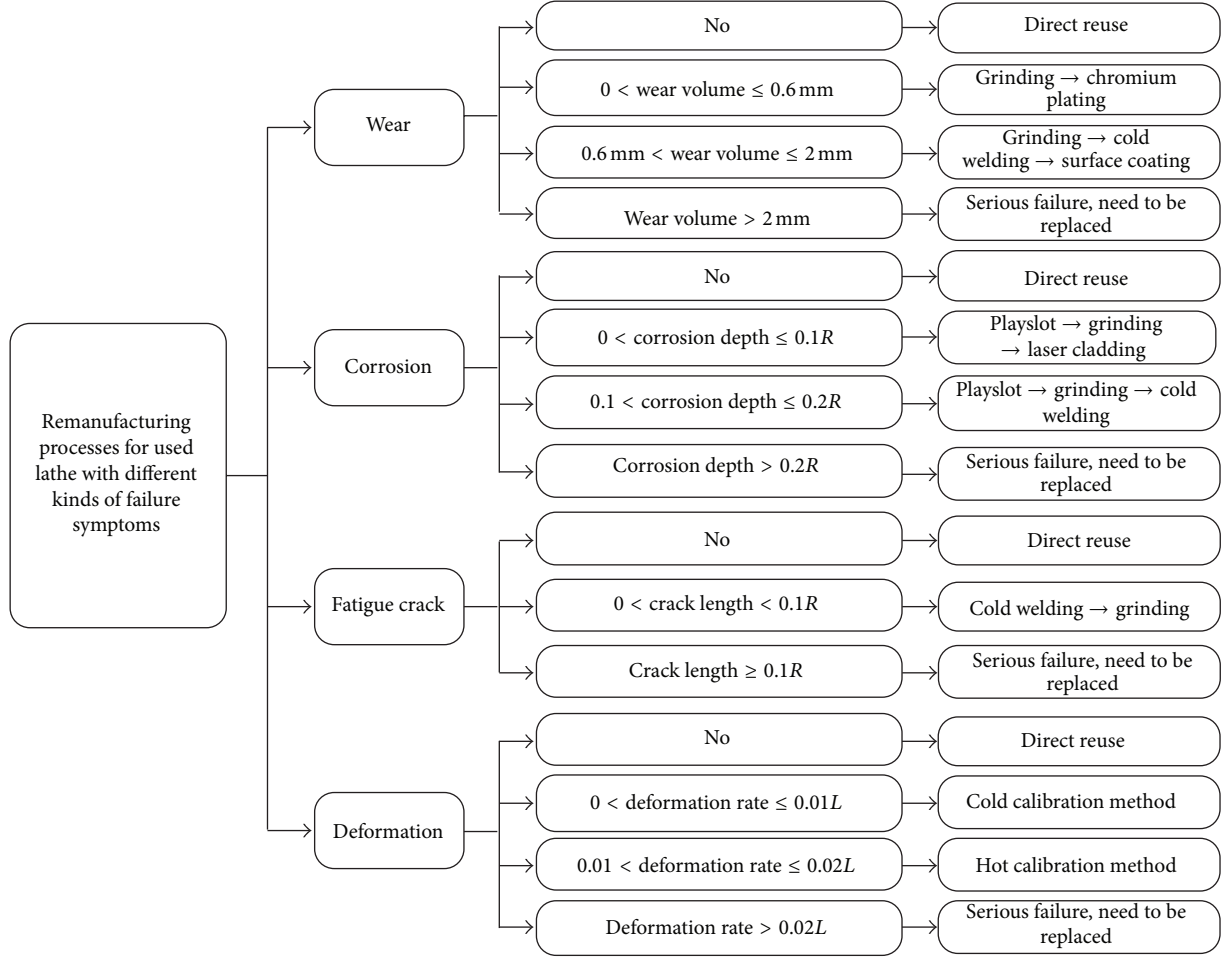 Remanufacturing
processes for used
lathe with different
kinds of failure
symptoms
Wear
No
Direct reuse
0 < wear volume ≤ 0.6 mm
Grinding → chromium
plating
0.6 mm < wear volume ≤ 2 mm
Grinding → cold
welding → surface coating
Wear volume > 2 mm
Serious failure, need to be
replaced
Corrosion
No
Direct reuse
0 < corrosion depth ≤ 0.1R
Playslot → grinding
→ laser cladding
0.1 < corrosion depth ≤ 0.2R
Playslot → grinding → cold
welding
Corrosion depth > 0.2R
Serious failure, need to be
replaced
Fatigue crack
No
Direct reuse
0 < crack length < 0.1R
Cold welding → grinding
Crack length ≥ 0.1R
Serious failure, need to be
replaced
Deformation
No
Direct reuse
0 < deformation rate ≤ 0.01L
Cold calibration method
0.01 < deformation rate ≤ 0.02L
Hot calibration method
Deformation rate > 0.02L
Serious failure, need to be
replaced